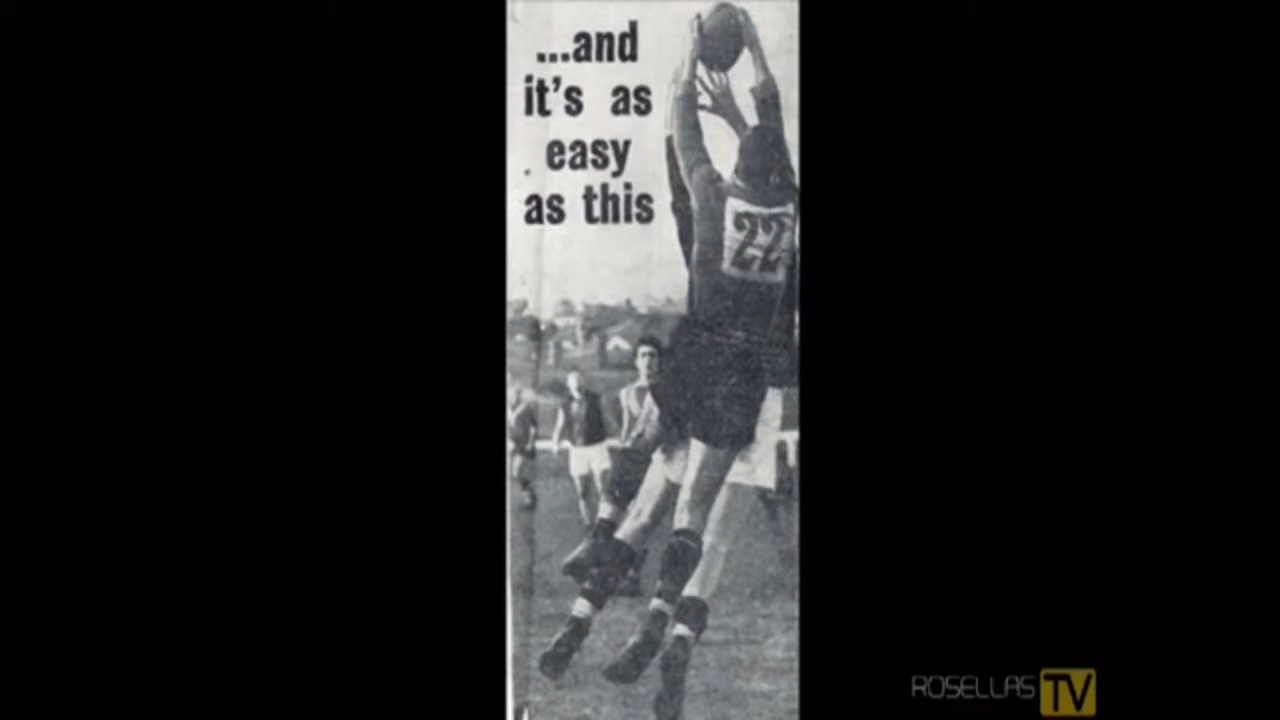 ...and
it's as
easy
as this
22
ROSELLAS TV